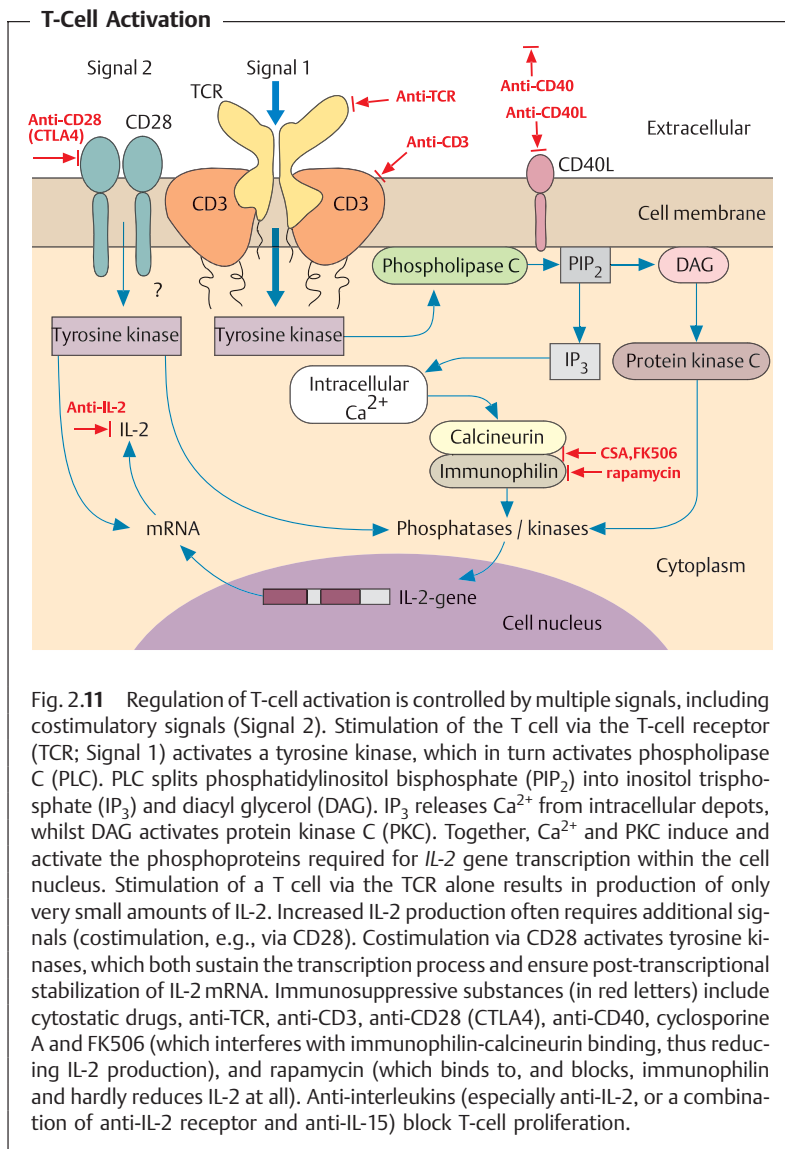 T-Cell Activation
Signal 2
Signal 1
TCR
Anti-CD28
(CTLA4)
CD28
Anti-TCR
Anti-CD3
Anti-CD40
Anti-CD40L
Extracellular
CD40L
CD3
CD3
Cell membrane
?
Phospholipase C
PIP2
DAG
Tyrosine kinase
Tyrosine kinase
IP3
Protein kinase C
Intracellular
Ca2+
Anti-IL-2
IL-2
Calcineurin
Immunophilin
CSA,FK506
rapamycin
mRNA
Phosphatases / kinases
Cytoplasm
IL-2-gene
Cell nucleus
Fig. 2.11 Regulation of T-cell activation is controlled by multiple signals, including
costimulatory signals (Signal 2). Stimulation of the T cell via the T-cell receptor
(TCR; Signal 1) activates a tyrosine kinase, which in turn activates phospholipase
C (PLC). PLC splits phosphatidylinositol bisphosphate (PIP2) into inositol trispho-
sphate (IP3) and diacyl glycerol (DAG). IP3 releases Ca2+ from intracellular depots,
whilst DAG activates protein kinase C (PKC). Together, Ca2+ and PKC induce and
activate the phosphoproteins required for IL-2 gene transcription within the cell
nucleus. Stimulation of a T cell via the TCR alone results in production of only
very small amounts of IL-2. Increased IL-2 production often requires additional sig-
nals (costimulation, e.g., via CD28). Costimulation via CD28 activates tyrosine ki-
nases, which both sustain the transcription process and ensure post-transcriptional
stabilization of IL-2 mRNA. Immunosuppressive substances (in red letters) include
cytostatic drugs, anti-TCR, anti-CD3, anti-CD28 (CTLA4), anti-CD40, cyclosporine
A and FK506 (which interferes with immunophilin-calcineurin binding, thus reduc-
ing IL-2 production), and rapamycin (which binds to, and blocks, immunophilin
and hardly reduces IL-2 at all). Anti-interleukins (especially anti-IL-2, or a combina-
tion of anti-IL-2 receptor and anti-IL-15) block T-cell proliferation.